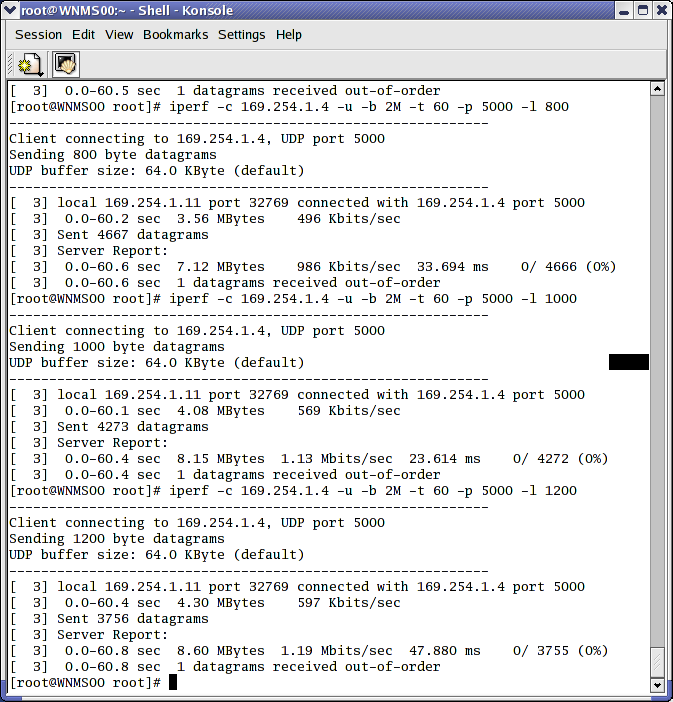 root@WNMS00:~ - Shell - Konsole
Session Edit View Bookmarks Settings Help
[  3]  0.0-60.5 sec  1 datagrams received out-of-order
[root@WNMS00 root]# iperf -c 169.254.1.4 -u -b 2M -t 60 -p 5000 -l 800
------------------------------------------------------------
Client connecting to 169.254.1.4, UDP port 5000
Sending 800 byte datagrams
UDP buffer size: 64.0 KByte (default)
------------------------------------------------------------
[  3] local 169.254.1.11 port 32769 connected with 169.254.1.4 port 5000
[  3]  0.0-60.2 sec  3.56 MBytes    496 Kbits/sec
[  3] Sent 4667 datagrams
[  3] Server Report:
[  3]  0.0-60.6 sec  7.12 MBytes    986 Kbits/sec  33.694 ms    0/ 4666 (0%)
[  3]  0.0-60.6 sec  1 datagrams received out-of-order
[root@WNMS00 root]# iperf -c 169.254.1.4 -u -b 2M -t 60 -p 5000 -l 1000
------------------------------------------------------------
Client connecting to 169.254.1.4, UDP port 5000
Sending 1000 byte datagrams
UDP buffer size: 64.0 KByte (default)
------------------------------------------------------------
[  3] local 169.254.1.11 port 32769 connected with 169.254.1.4 port 5000
[  3]  0.0-60.1 sec  4.08 MBytes    569 Kbits/sec
[  3] Sent 4273 datagrams
[  3] Server Report:
[  3]  0.0-60.4 sec  8.15 MBytes  1.13 Mbits/sec  23.614 ms    0/ 4272 (0%)
[  3]  0.0-60.4 sec  1 datagrams received out-of-order
[root@WNMS00 root]# iperf -c 169.254.1.4 -u -b 2M -t 60 -p 5000 -l 1200
------------------------------------------------------------
Client connecting to 169.254.1.4, UDP port 5000
Sending 1200 byte datagrams
UDP buffer size: 64.0 KByte (default)
------------------------------------------------------------
[  3] local 169.254.1.11 port 32769 connected with 169.254.1.4 port 5000
[  3]  0.0-60.4 sec  4.30 MBytes    597 Kbits/sec
[  3] Sent 3756 datagrams
[  3] Server Report:
[  3]  0.0-60.8 sec  8.60 MBytes  1.19 Mbits/sec  47.880 ms    0/ 3755 (0%)
[  3]  0.0-60.8 sec  1 datagrams received out-of-order
[root@WNMS00 root]#